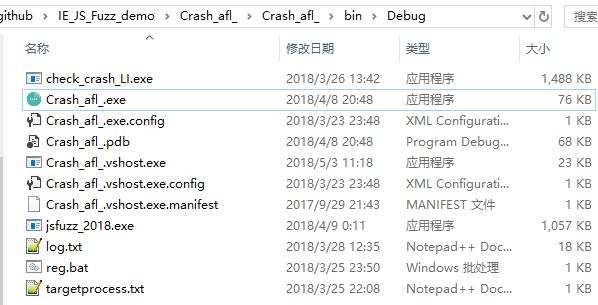 github > IE_JS_Fuzz_demo > Crash_afl_ > Crash_afl_ > bin > Debug 搜索
名称 修改日期 类型 大小
check_crash_LI.exe 2018/3/26 13:42 应用程序 1,488 KB
Crash_afl_.exe 2018/4/8 20:48 应用程序 76 KB
Crash_afl_.exe.config 2018/3/23 23:48 XML Configurati... 1 KB
Crash_afl_.pdb 2018/4/8 20:48 Program Debug... 68 KB
Crash_afl_.vshost.exe 2018/5/3 11:18 应用程序 23 KB
Crash_afl_.vshost.exe.config 2018/3/23 23:48 XML Configurati... 1 KB
Crash_afl_.vshost.exe.manifest 2017/9/29 21:43 MANIFEST 文件 1 KB
jsfuzz_2018.exe 2018/4/9 0:11 应用程序 1,057 KB
log.txt 2018/3/28 12:35 Notepad++ Doc... 18 KB
reg.bat 2018/3/25 23:50 Windows 批处理 1 KB
targetprocess.txt 2018/3/25 22:08 Notepad++ Doc... 1 KB